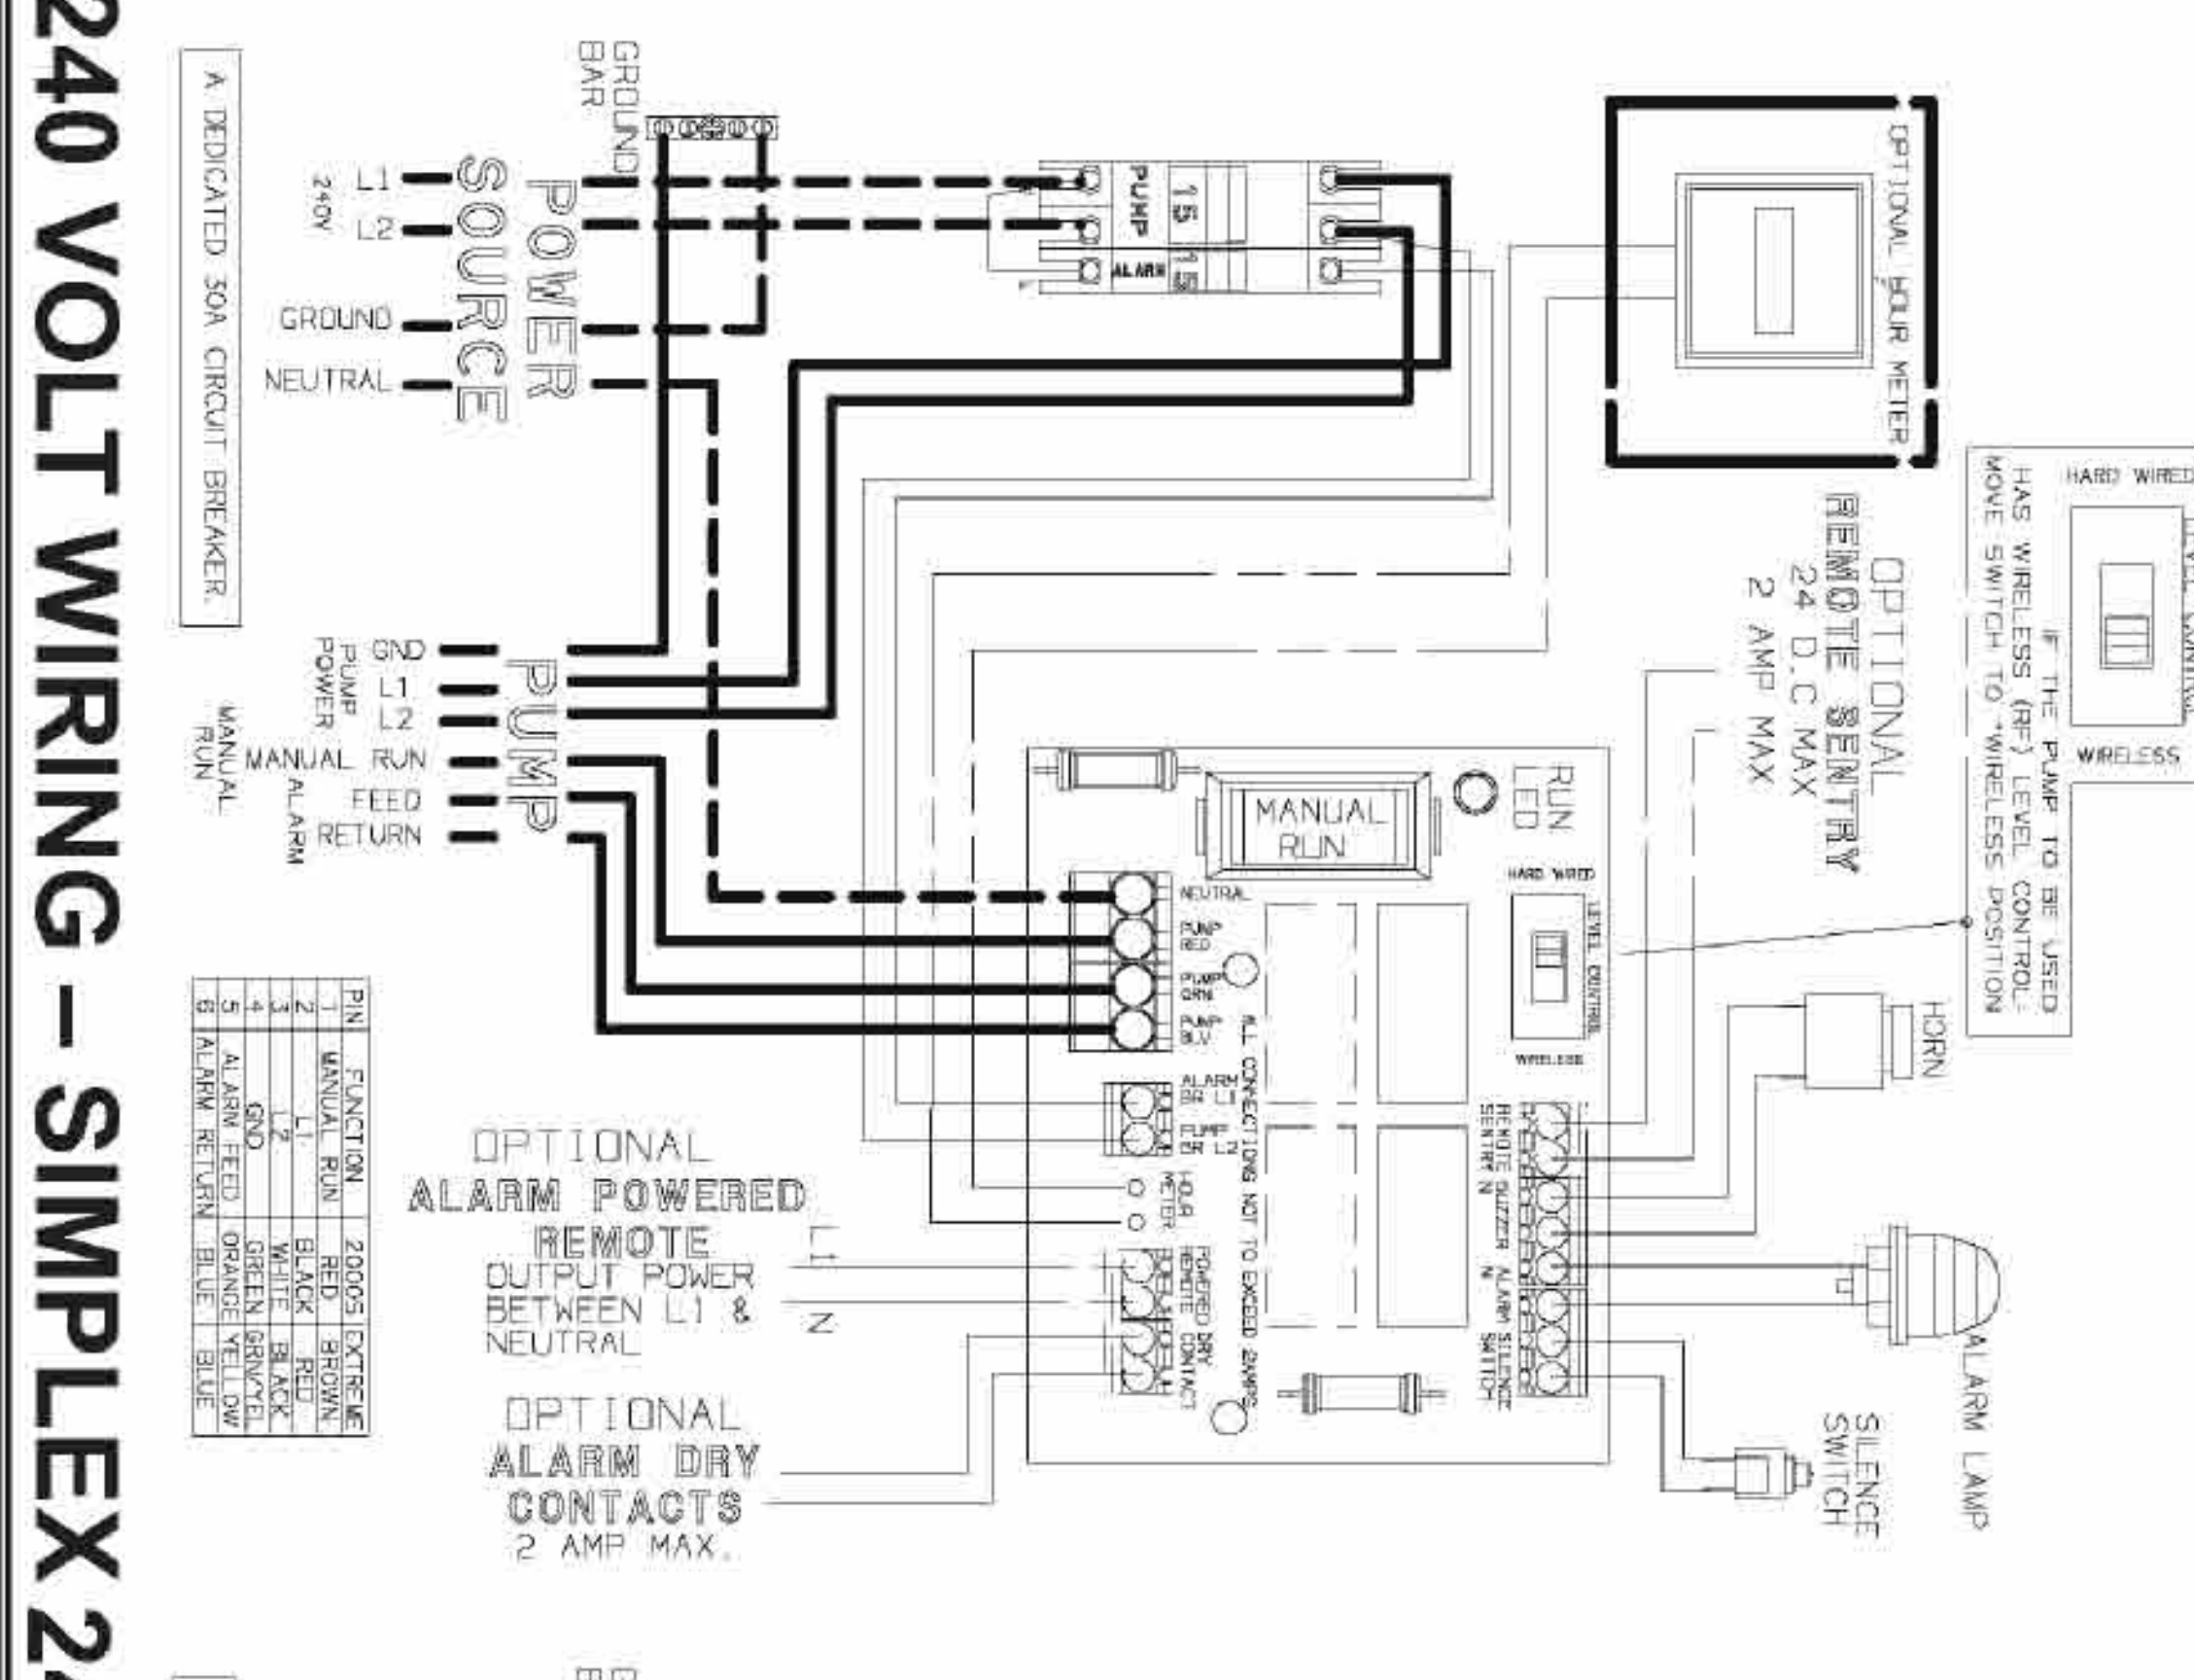 240 VOLT WIRING – SIMPLEX 24
A DEDICATED 30A CIRCUIT BREAKER.
GROUND
BAR
L1
L2
240V
GROUND
NEUTRAL
POWER
SOURCE
PUMP
15
ALARM
15
OPTIONAL HOUR METER
HARD WIRED
WIRELESS
IF THE PUMP TO BE USED
HAS WIRELESS (RF) LEVEL CONTROL:
MOVE SWITCH TO "WIRELESS POSITION
OPTIONAL
REMOTE SENTRY
24 D.C MAX
2 AMP MAX
GND
L1
L2
PUMP
POWER
MANUAL RUN
FEED
RETURN
ALARM
MANUAL
RUN
PUMP
MANUAL
RUN
RUN
LED
HARD WIRED
LEVEL CONTROL
WIRELESS
NEUTRAL
PUMP
RED
PUMP
ORN
PUMP
BLU
ALARM
BR L1
PUMP
BR L2
HOUR
METER
POWERED
REMOTE
DRY
CONTACT
ALL CONNECTIONS NOT TO EXCEED 2AMPS
REMOTE
SENTRY
N
BUZZER
N
ALARM
SILENCE
SWITCH
HORN
ALARM LAMP
SILENCE
SWITCH
PIN FUNCTION 2000S EXTREME
1 MANUAL RUN RED BROWN
2 L1 BLACK RED
3 L2 WHITE BLACK
4 GND GREEN GRN/YEL
5 ALARM FEED ORANGE YELLOW
6 ALARM RETURN BLUE BLUE
OPTIONAL
ALARM POWERED
REMOTE
OUTPUT POWER
BETWEEN L1 &
NEUTRAL
L1
N
OPTIONAL
ALARM DRY
CONTACTS
2 AMP MAX.